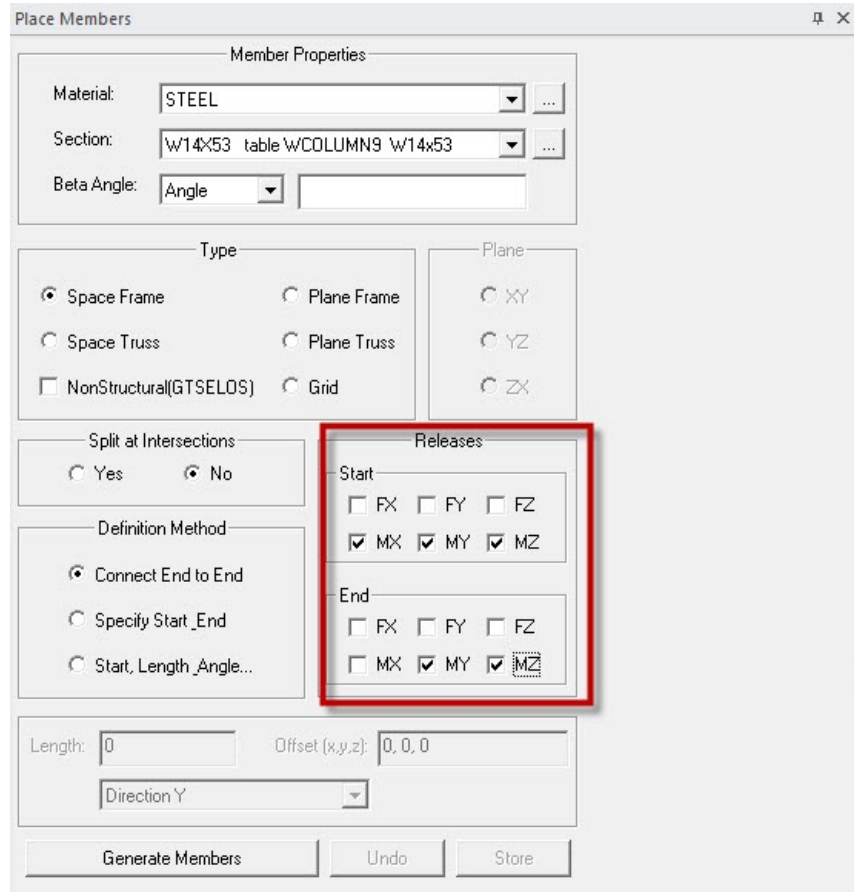 Place Members
Member Properties
Material: STEEL ...
Section: W14X53 table WCOLUMN9 W14x53 ...
Beta Angle: Angle
Type
Plane
Space Frame Plane Frame XY
Space Truss Plane Truss YZ
NonStructural(GTSELOS) Grid ZX
Split at Intersections
Yes No
Definition Method
Connect End to End
Specify Start_End
Start, Length_Angle...
Releases
Start
FX FY FZ
MX MY MZ
End
FX FY FZ
MX MY MZ
Length: 0 Offset (x,y,z): 0, 0, 0
Direction Y
Generate Members Undo Store